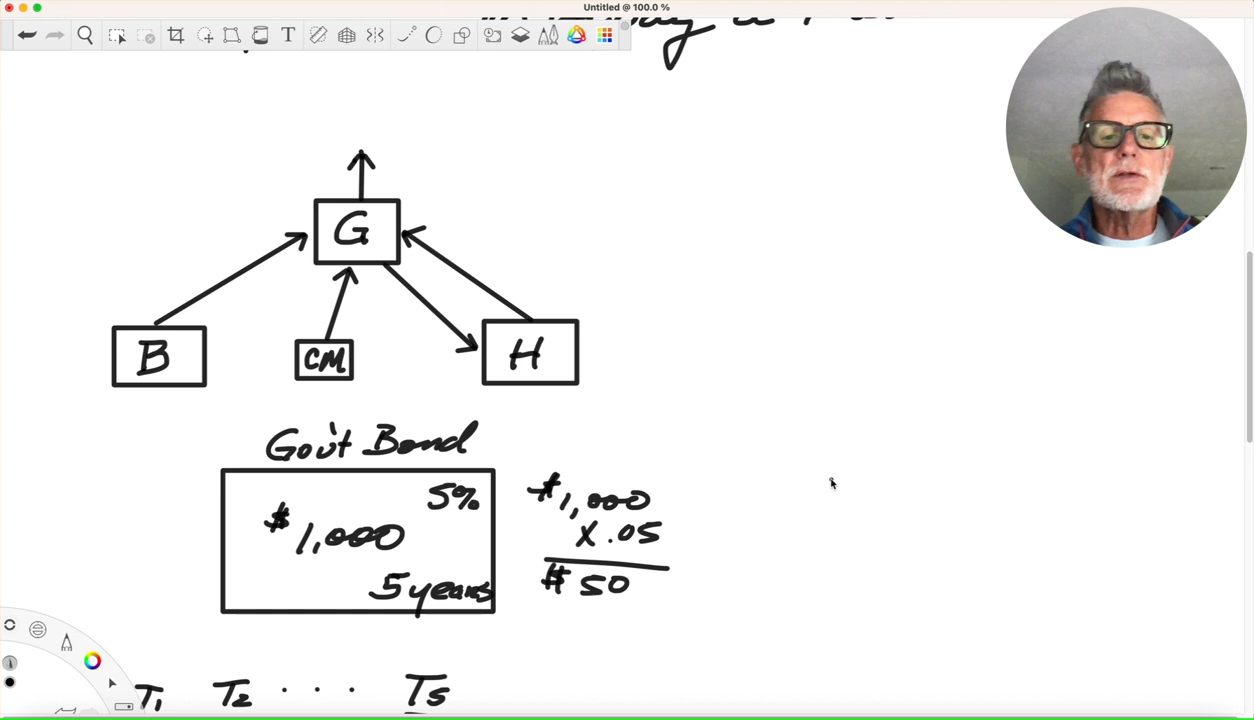 Untitled @ 100.0 %
T
G
B
CM
H
Gov't Bond
5%
$1,000
5 years
$1,000
X .05
$ 50
T1 T2 . . . T5